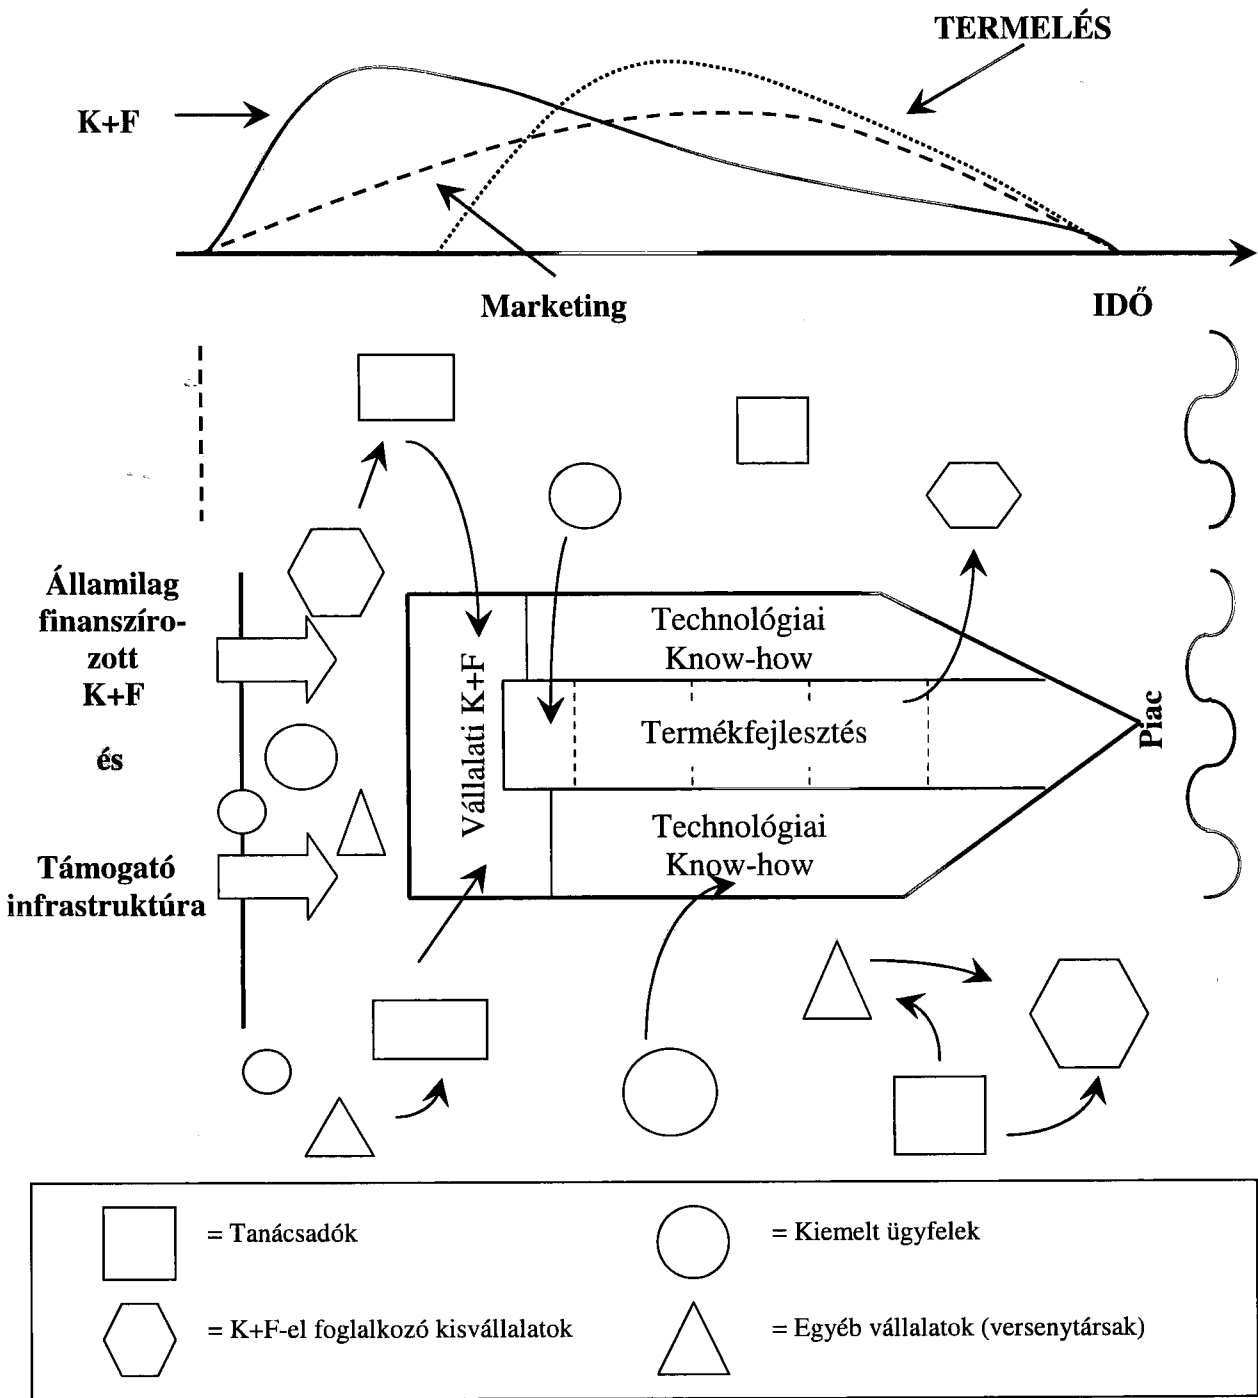 TERMELÉS
K+F
Marketing
IDŐ
Államilag
finanszíro-
zott
K+F
és
Támogató
infrastruktúra
Vállalati K+F
Technológiai
Know-how
Termékfejlesztés
Technológiai
Know-how
Piac
= Tanácsadók
= Kiemelt ügyfelek
= K+F-el foglalkozó kisvállalatok
= Egyéb vállalatok (versenytársak)